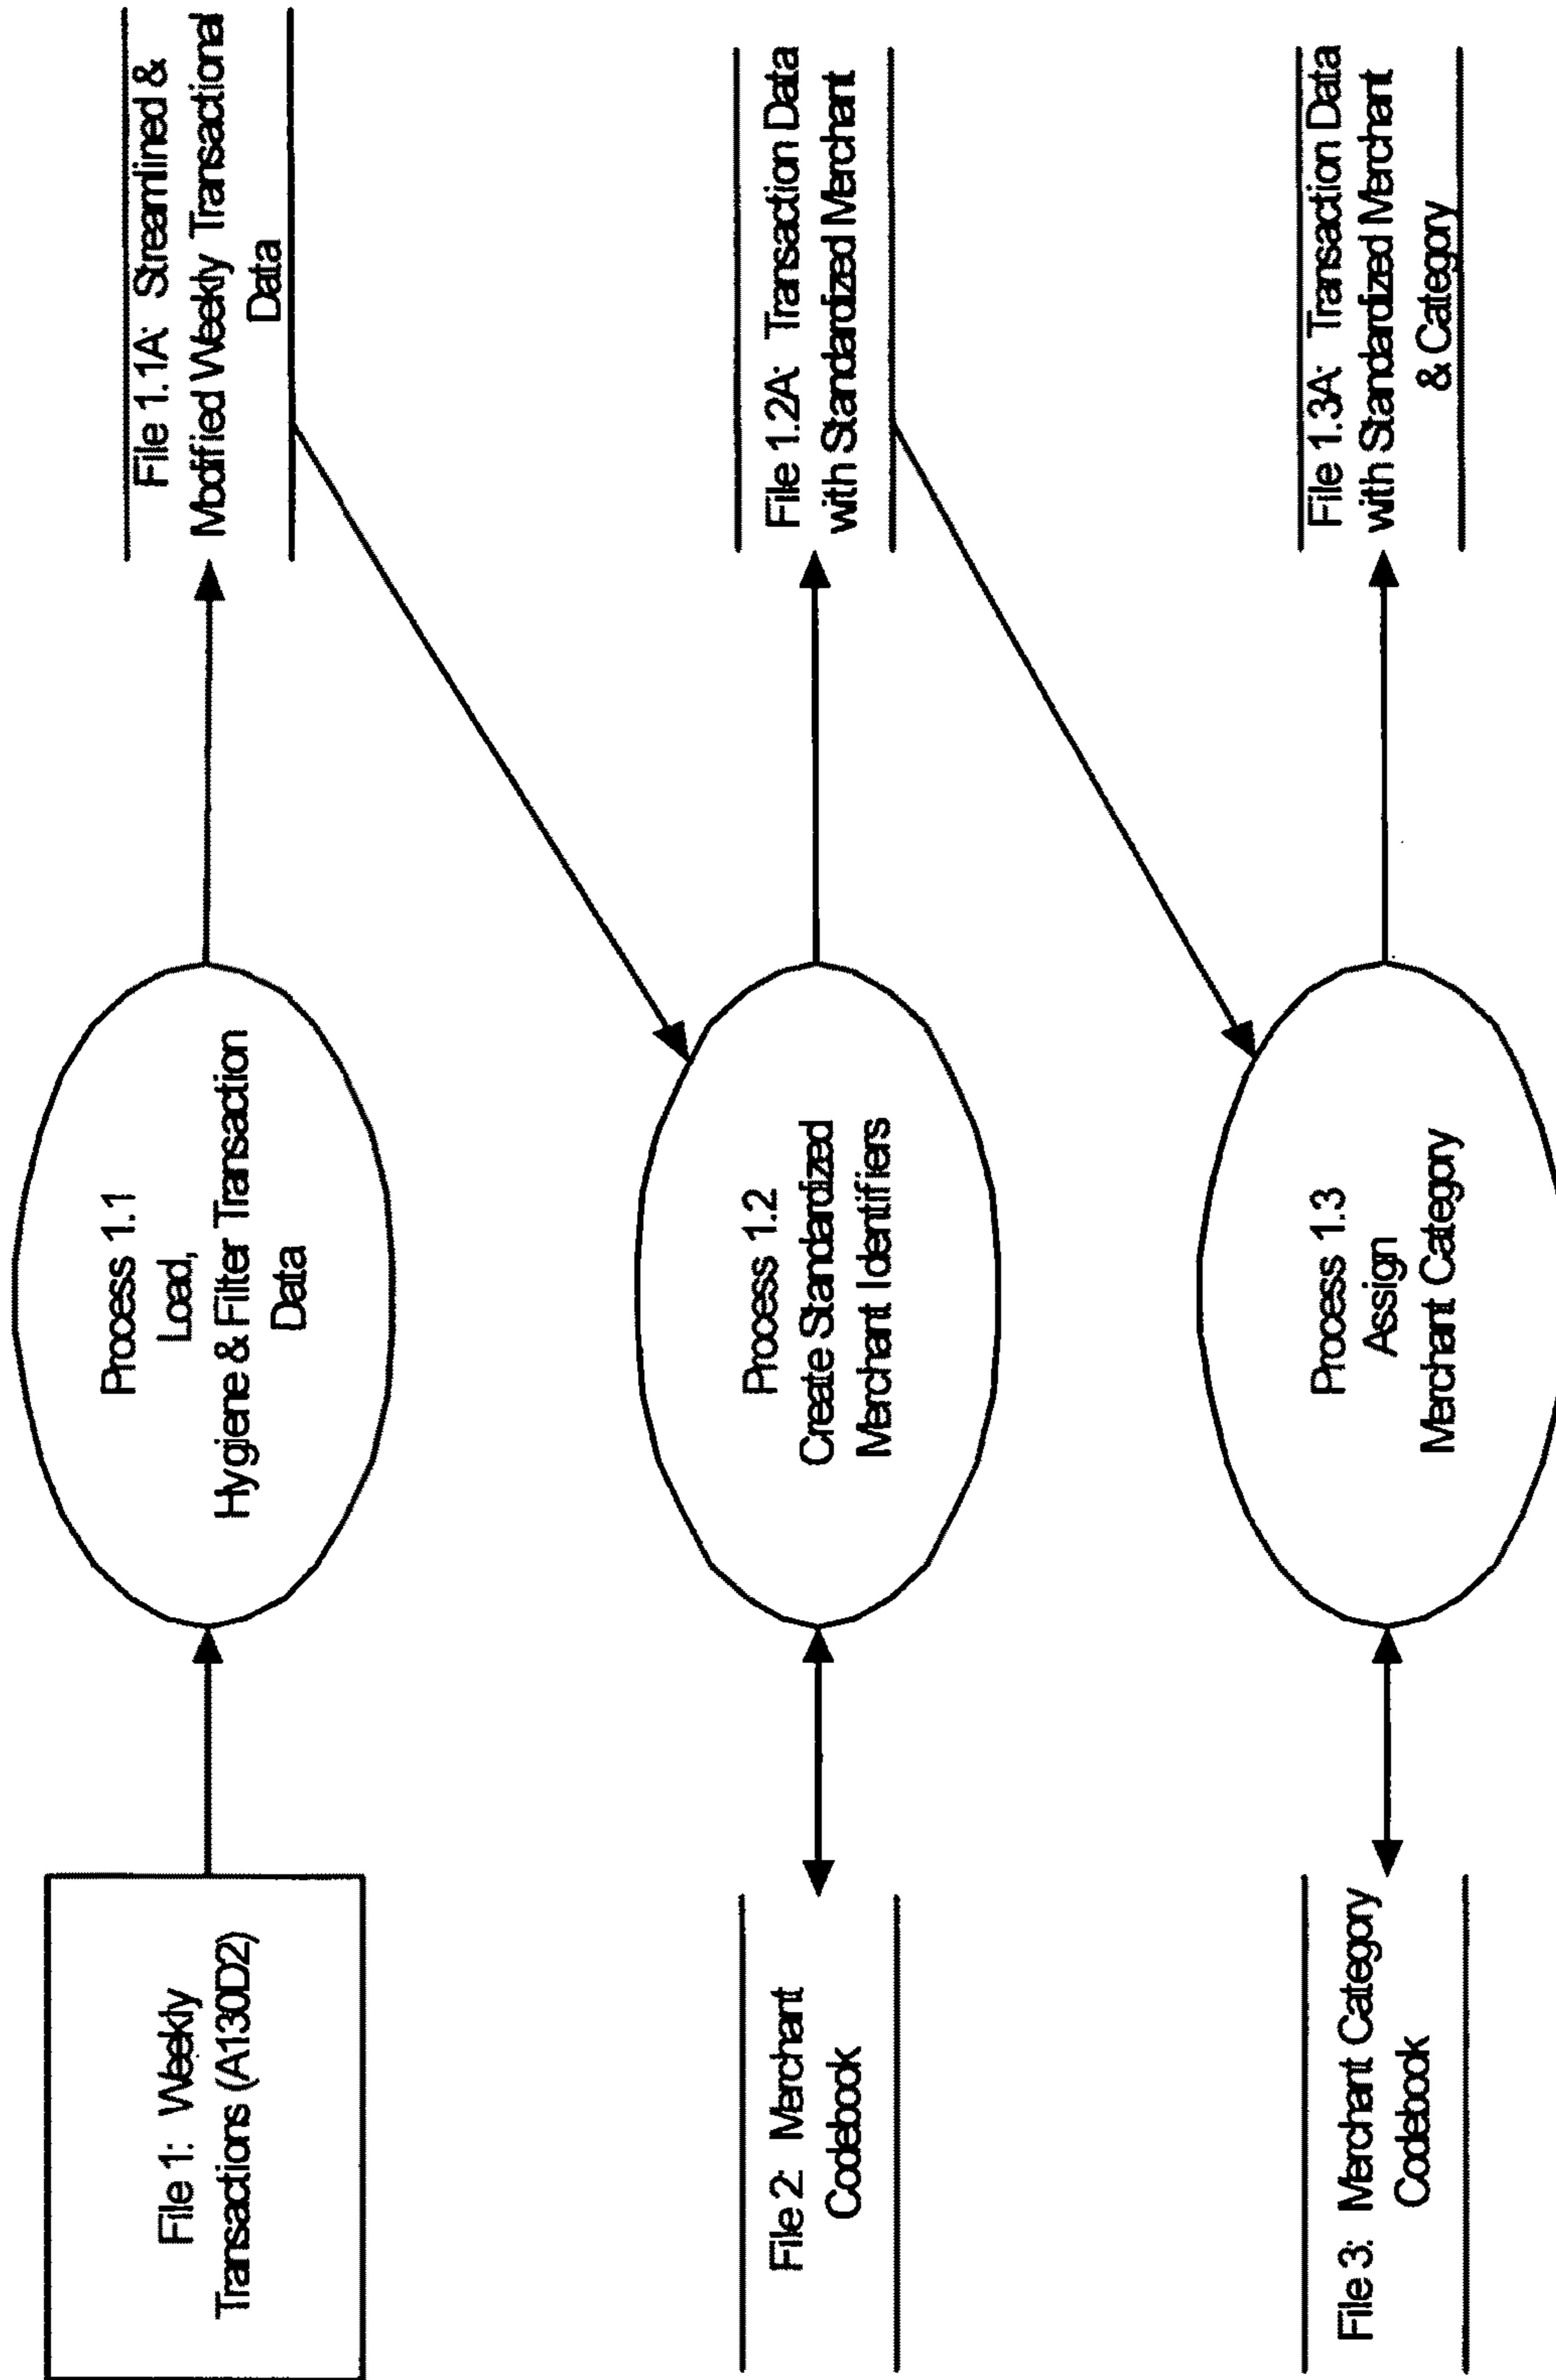 File 1: Weekly
Transactions (A130D2)
Process 1.1
Load,
Hygiene & Filter Transaction
Data
File 1.1A: Streamlined &
Modified Weekly Transactional
Data
File 2: Merchant
Codebook
Process 1.2
Create Standardized
Merchant Identifiers
File 1.2A: Transaction Data
with Standardized Merchant
File 3: Merchant Category
Codebook
Process 1.3
Assign
Merchant Category
File 1.3A: Transaction Data
with Standardized Merchant
& Category